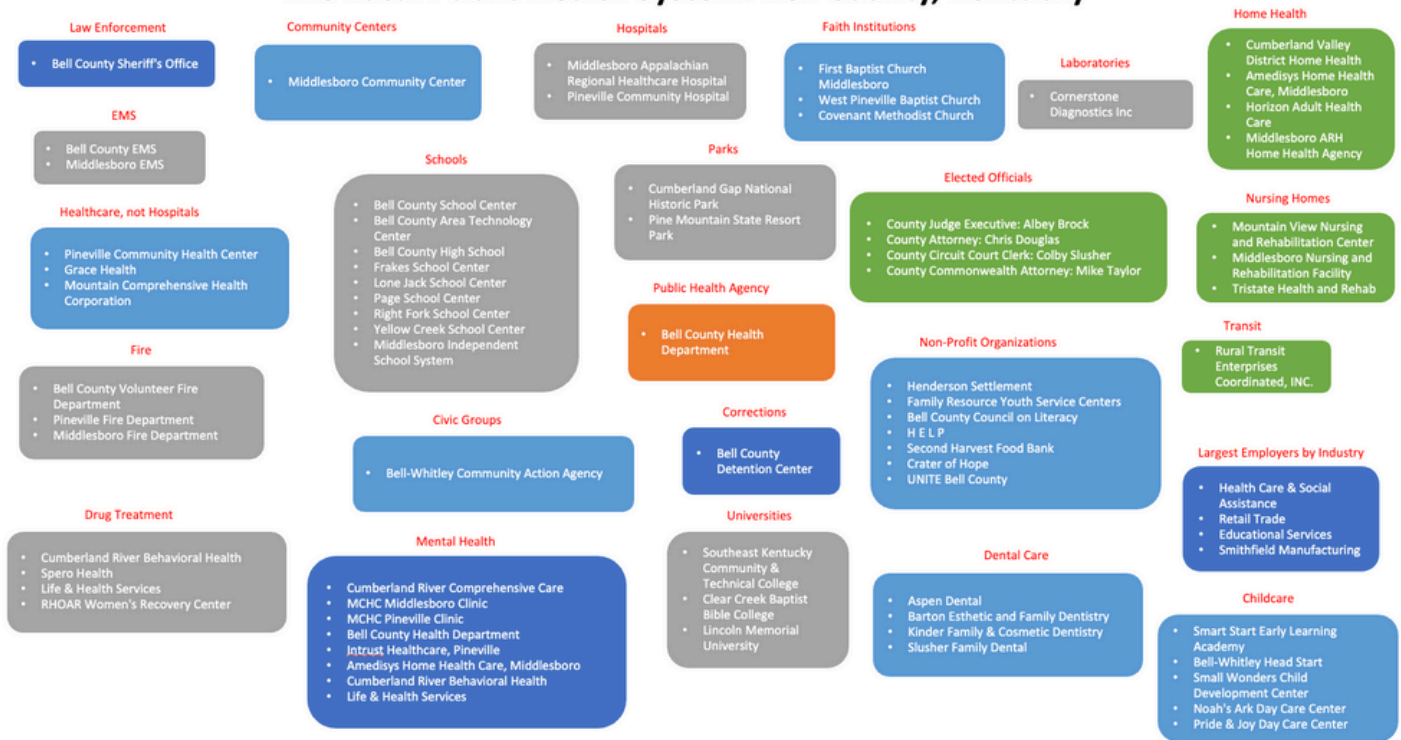 Law Enforcement
• Bell County Sheriff's Office
Community Centers
• Middlesboro Community Center
Hospitals
• Middlesboro Appalachian
Regional Healthcare Hospital
• Pineville Community Hospital
Faith Institutions
• First Baptist Church
Middlesboro
• West Pineville Baptist Church
• Covenant Methodist Church
Laboratories
• Cornerstone
Diagnostics Inc
Home Health
• Cumberland Valley
District Home Health
• Amedisys Home Health
Care, Middlesboro
• Horizon Adult Health
Care
• Middlesboro ARH
Home Health Agency
EMS
• Bell County EMS
• Middlesboro EMS
Schools
• Bell County School Center
• Bell County Area Technology
Center
• Bell County High School
• Frakes School Center
• Lone Jack School Center
• Page School Center
• Right Fork School Center
• Yellow Creek School Center
• Middlesboro Independent
School System
Parks
• Cumberland Gap National
Historic Park
• Pine Mountain State Resort
Park
Elected Officials
• County Judge Executive: Albey Brock
• County Attorney: Chris Douglas
• County Circuit Court Clerk: Colby Slusher
• County Commonwealth Attorney: Mike Taylor
Nursing Homes
• Mountain View Nursing
and Rehabilitation Center
• Middlesboro Nursing and
Rehabilitation Facility
• Tristate Health and Rehab
Healthcare, not Hospitals
• Pineville Community Health Center
• Grace Health
• Mountain Comprehensive Health
Corporation
Public Health Agency
• Bell County Health
Department
Transit
• Rural Transit
Enterprises
Coordinated, INC.
Fire
• Bell County Volunteer Fire
Department
• Pineville Fire Department
• Middlesboro Fire Department
Civic Groups
• Bell-Whitley Community Action Agency
Corrections
• Bell County
Detention Center
Non-Profit Organizations
• Henderson Settlement
• Family Resource Youth Service Centers
• Bell County Council on Literacy
• H E L P
• Second Harvest Food Bank
• Crater of Hope
• UNITE Bell County
Largest Employers by Industry
• Health Care & Social
Assistance
• Retail Trade
• Educational Services
• Smithfield Manufacturing
Drug Treatment
• Cumberland River Behavioral Health
• Spero Health
• Life & Health Services
• RHOAR Women's Recovery Center
Mental Health
• Cumberland River Comprehensive Care
• MCHC Middlesboro Clinic
• MCHC Pineville Clinic
• Bell County Health Department
• Intrust Healthcare, Pineville
• Amedisys Home Health Care, Middlesboro
• Cumberland River Behavioral Health
• Life & Health Services
Universities
• Southeast Kentucky
Community &
Technical College
• Clear Creek Baptist
Bible College
• Lincoln Memorial
University
Dental Care
• Aspen Dental
• Barton Esthetic and Family Dentistry
• Kinder Family & Cosmetic Dentistry
• Slusher Family Dental
Childcare
• Smart Start Early Learning
Academy
• Bell-Whitley Head Start
• Small Wonders Child
Development Center
• Noah's Ark Day Care Center
• Pride & Joy Day Care Center